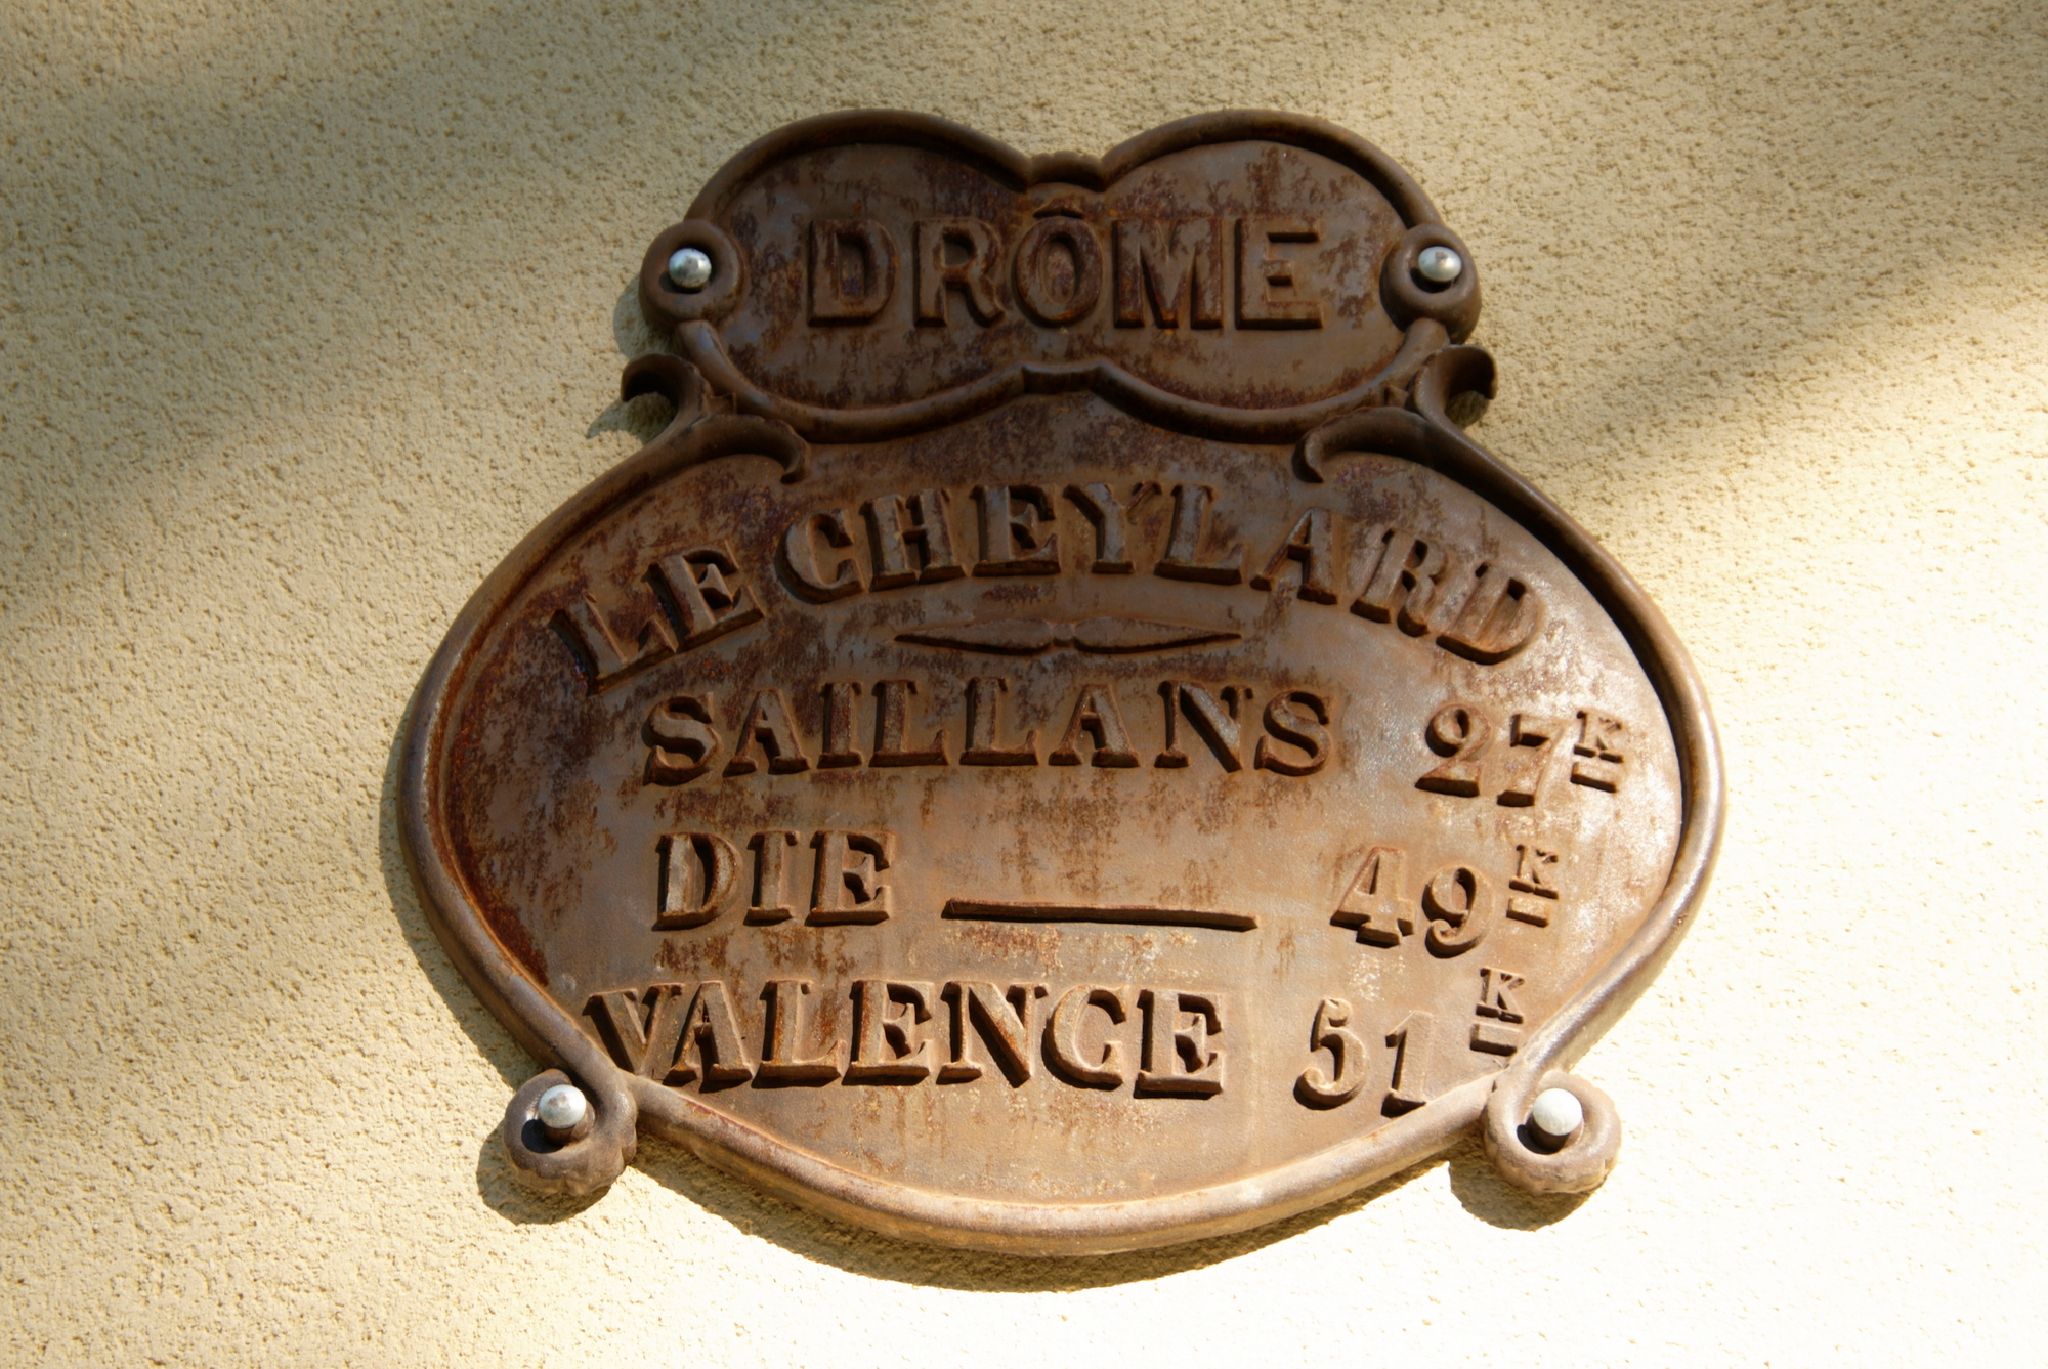 DRÔME
LE CHEYLARD
SAILLANS 27K
DIE 49K
VALENCE 51K